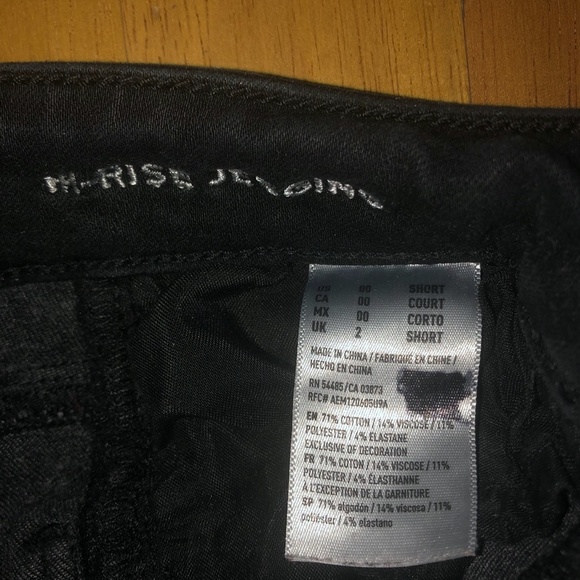 HI-RISE JEGGING
US 00 SHORT
CA 00 COURT
MX 00 CORTO
UK 2 SHORT
MADE IN CHINA / FABRIQUÉ EN CHINE /
HECHO EN CHINA
RN 54485/CA 03873
RFC# AEM120605U9A
EN 71% COTTON / 14% VISCOSE / 11%
POLYESTER / 4% ELASTANE
EXCLUSIVE OF DECORATION
FR 71% COTON / 14% VISCOSE / 11%
POLYESTER / 4% ÉLASTHANNE
À L'EXCEPTION DE LA GARNITURE
SP 71% algodón / 14% viscosa / 11%
poliéster / 4% elastano